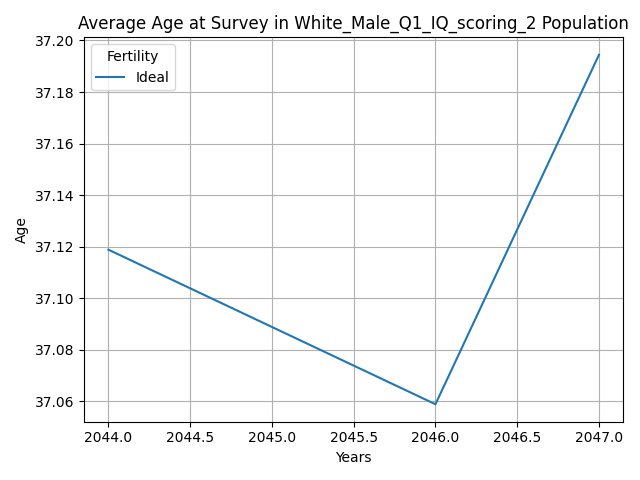 Average Age at Survey in White_Male_Q1_IQ_scoring_2 Population
37.20
37.18
37.16
37.14
37.12
37.10
37.08
37.06
Age
Fertility
Ideal
2044.0 2044.5 2045.0 2045.5 2046.0 2046.5 2047.0
Years